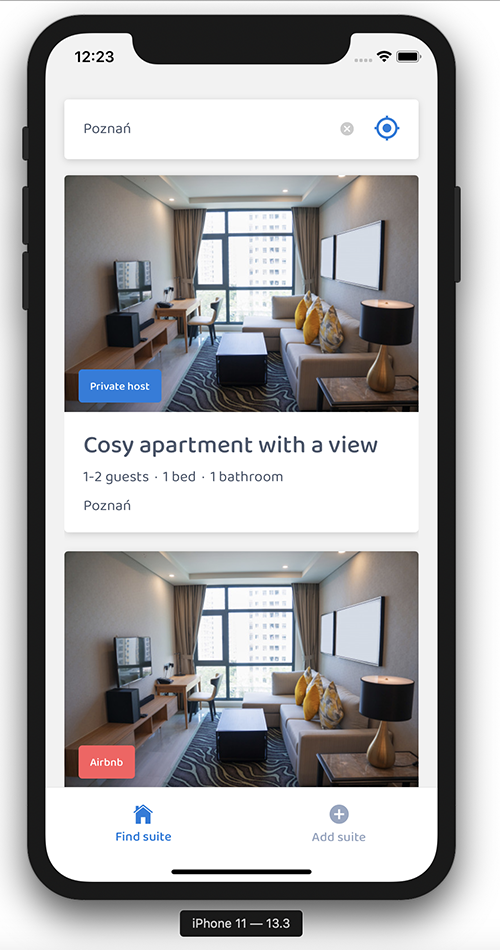 12:23
Poznań
Private host
Cosy apartment with a view
1-2 guests · 1 bed · 1 bathroom
Poznań
Airbnb
Find suite
Add suite
iPhone 11 — 13.3